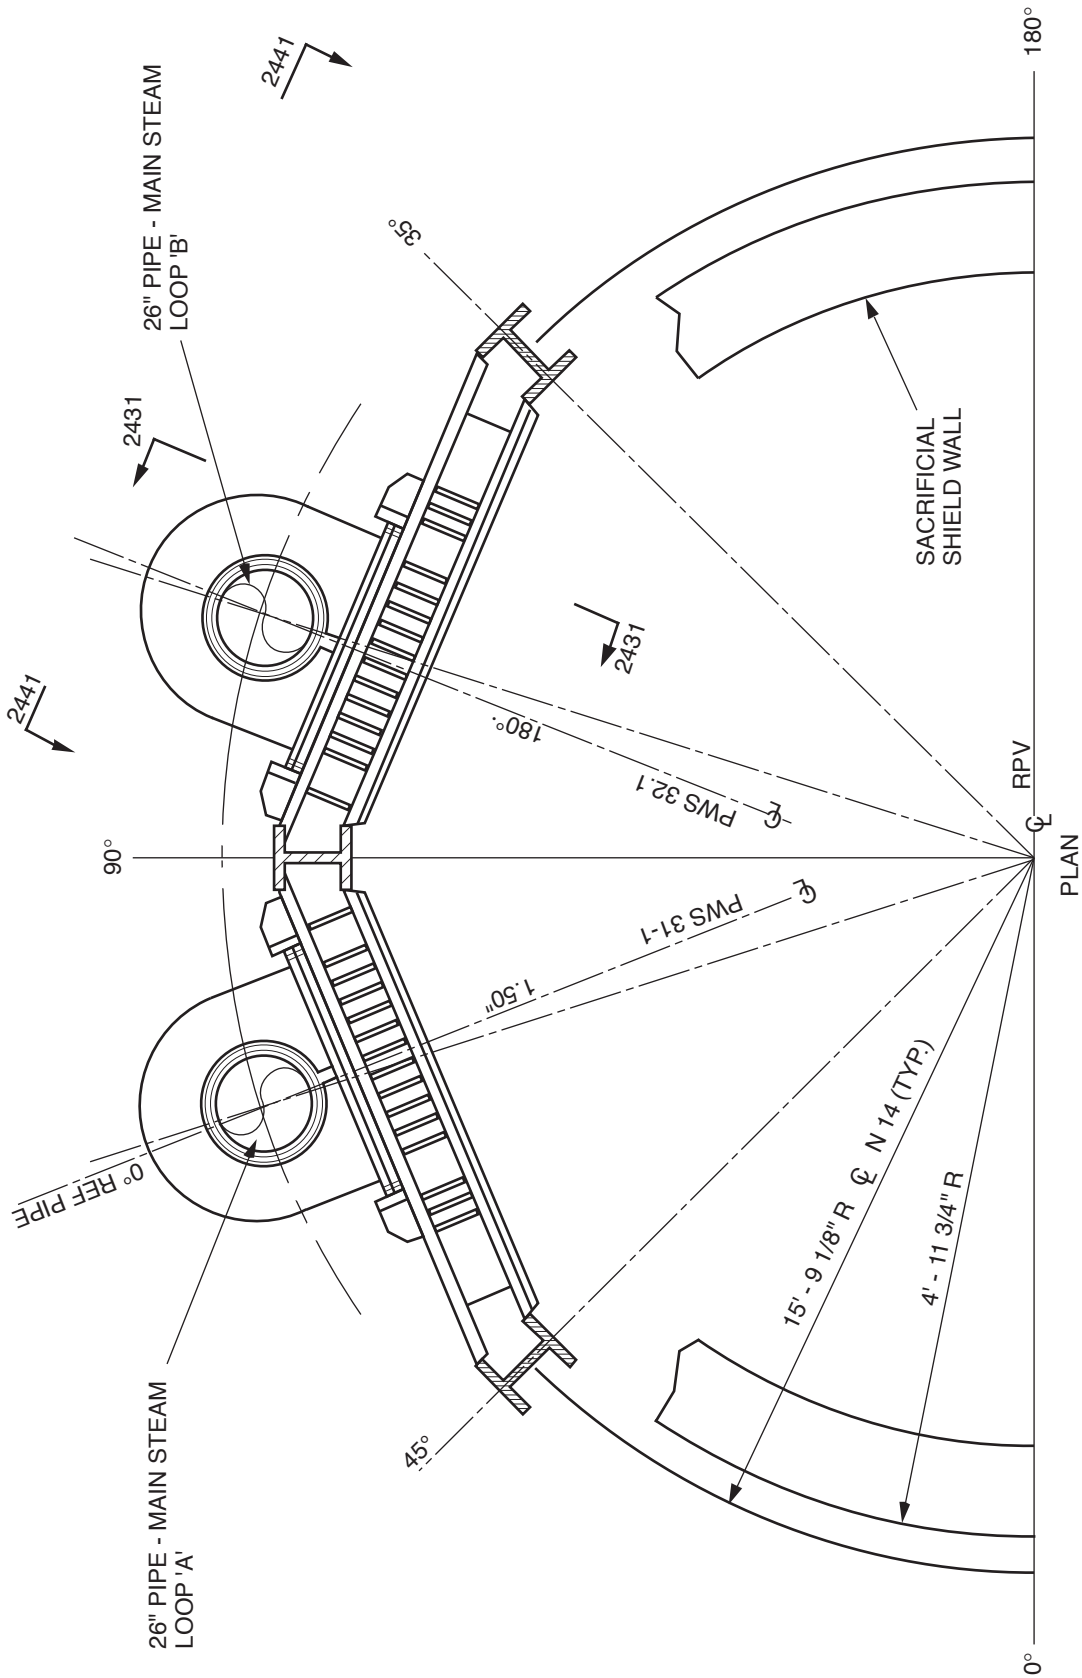 26" PIPE - MAIN STEAM
LOOP 'A'
26" PIPE - MAIN STEAM
LOOP 'B'
2441
2441
2431
2431
0° REF PIPE
90°
45°
35°
1.50"
180°.
PWS 31-1
℄
PWS 32.1
℄
15' - 9 1/8" R ℄ N 14 (TYP.)
4' - 11 3/4" R
SACRIFICIAL
SHIELD WALL
0°
℄ RPV
180°
PLAN